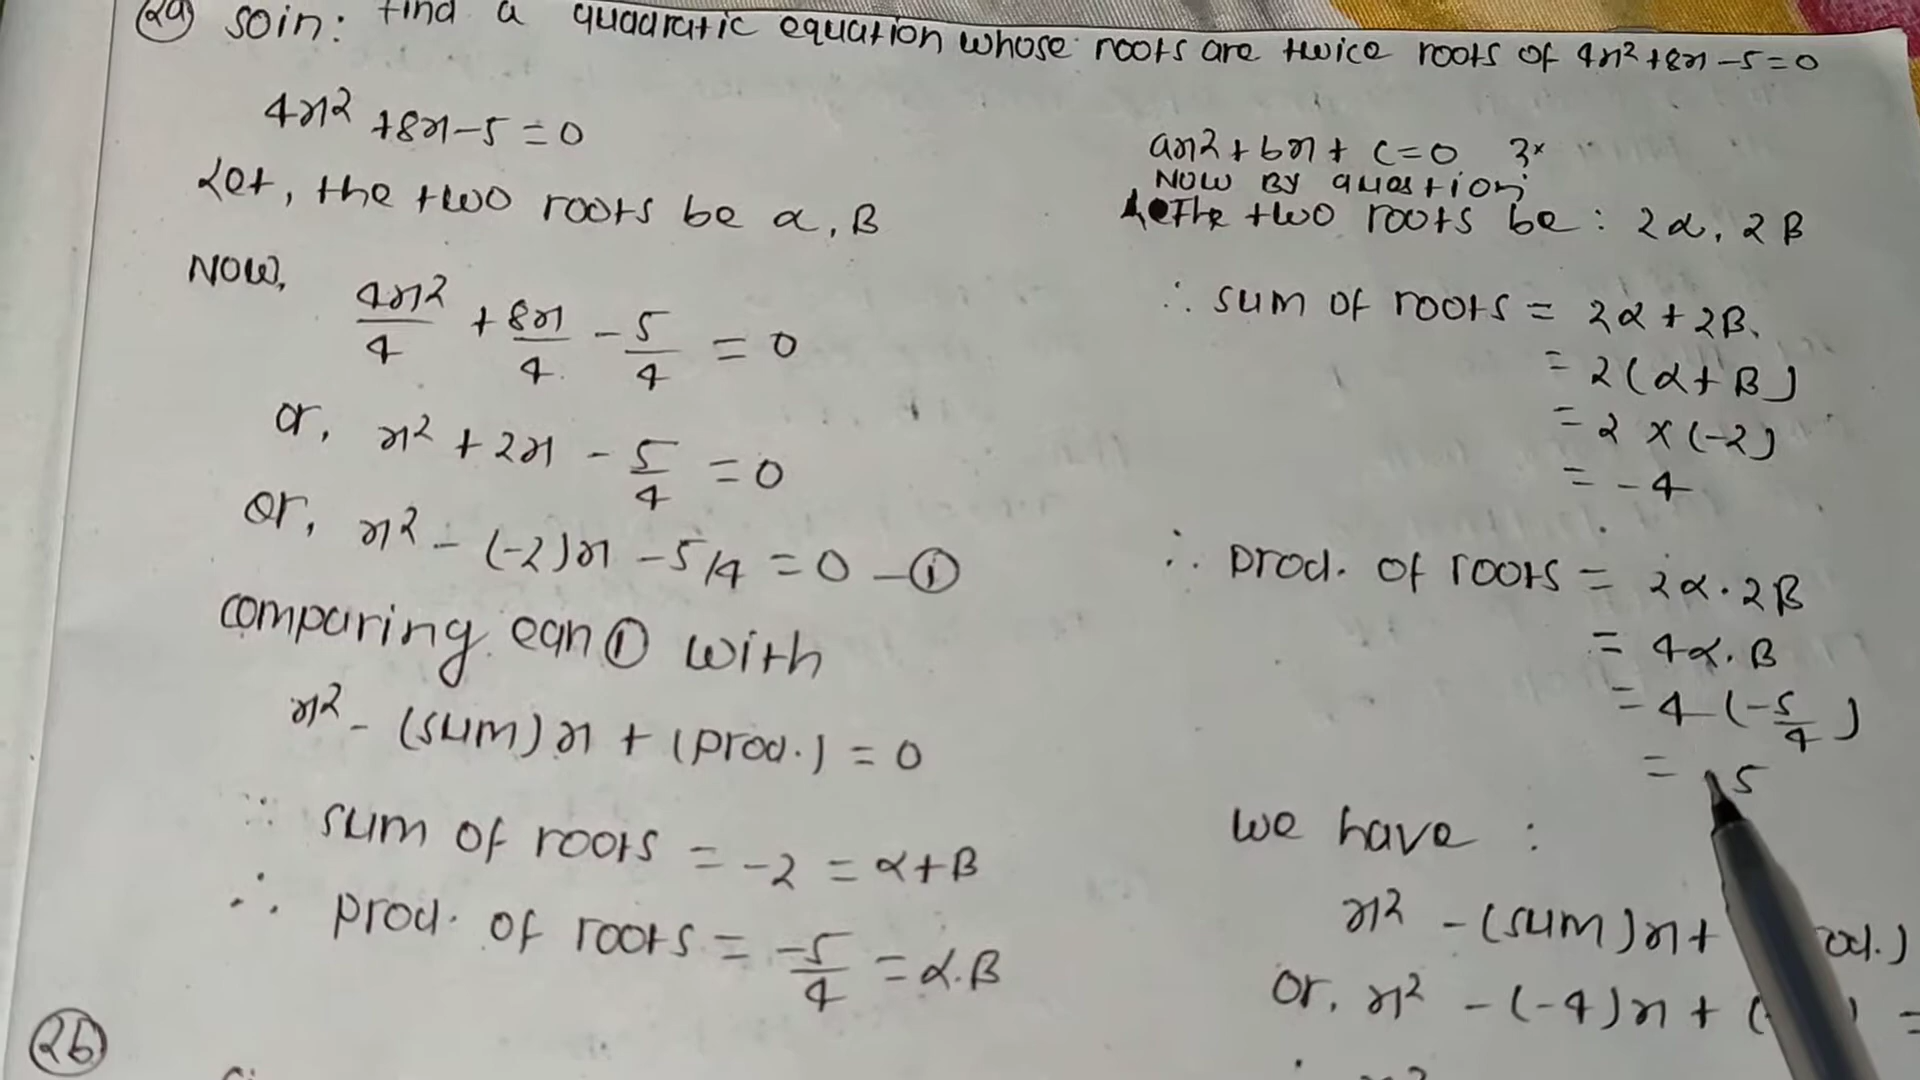 2a) Soln: find a quadratic equation whose roots are twice roots of 4x² + 8x - 5 = 0
4x² + 8x - 5 = 0
Let, the two roots be α, β
Now,
4x²/4 + 8x/4 - 5/4 = 0
or, x² + 2x - 5/4 = 0
or, x² - (-2)x - 5/4 = 0 - ①
comparing eqn ① with
x² - (sum)x + (prod.) = 0
∵ sum of roots = -2 = α+β
∴ prod. of roots = -5/4 = α.β
2b
ax² + bx + c = 0
Now By question,
The two roots be: 2α, 2β
∴ sum of roots = 2α + 2β
= 2(α+β)
= 2 × (-2)
= -4
∴ prod. of roots = 2α . 2β
= 4α.β
= 4(-5/4)
= 5
we have :
x² - (sum)x +
or, x² - (-4)x + (